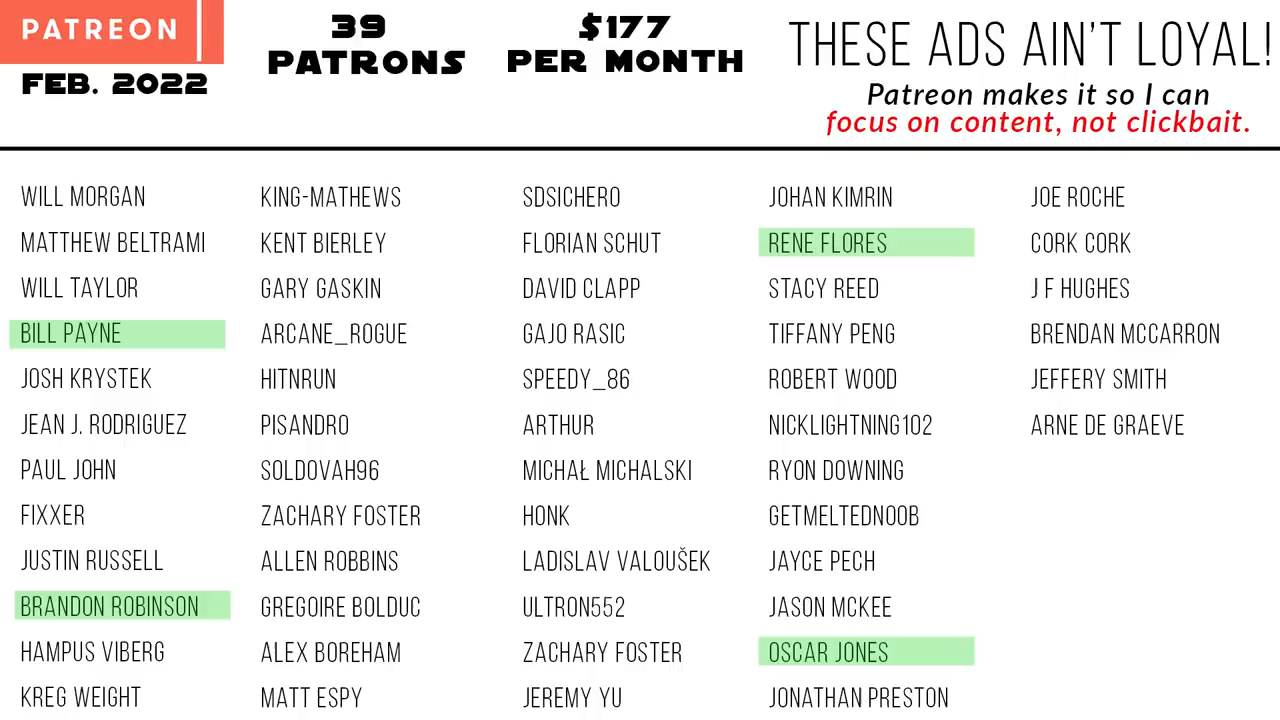 PATREON
FEB. 2022
39
PATRONS
$177
PER MONTH
THESE ADS AIN'T LOYAL!
Patreon makes it so I can
focus on content, not clickbait.
WILL MORGAN
MATTHEW BELTRAMI
WILL TAYLOR
BILL PAYNE
JOSH KRYSTEK
JEAN J. RODRIGUEZ
PAUL JOHN
FIXXER
JUSTIN RUSSELL
BRANDON ROBINSON
HAMPUS VIBERG
KREG WEIGHT
KING-MATHEWS
KENT BIERLEY
GARY GASKIN
ARCANE_ROGUE
HITNRUN
PISANDRO
SOLDOVAH96
ZACHARY FOSTER
ALLEN ROBBINS
GREGOIRE BOLDUC
ALEX BOREHAM
MATT ESPY
SDSICHERO
FLORIAN SCHUT
DAVID CLAPP
GAJO RASIC
SPEEDY_86
ARTHUR
MICHAŁ MICHALSKI
HONK
LADISLAV VALOUŠEK
ULTRON552
ZACHARY FOSTER
JEREMY YU
JOHAN KIMRIN
RENE FLORES
STACY REED
TIFFANY PENG
ROBERT WOOD
NICKLIGHTNING102
RYON DOWNING
GETMELTEDNOOB
JAYCE PECH
JASON MCKEE
OSCAR JONES
JONATHAN PRESTON
JOE ROCHE
CORK CORK
J F HUGHES
BRENDAN MCCARRON
JEFFERY SMITH
ARNE DE GRAEVE